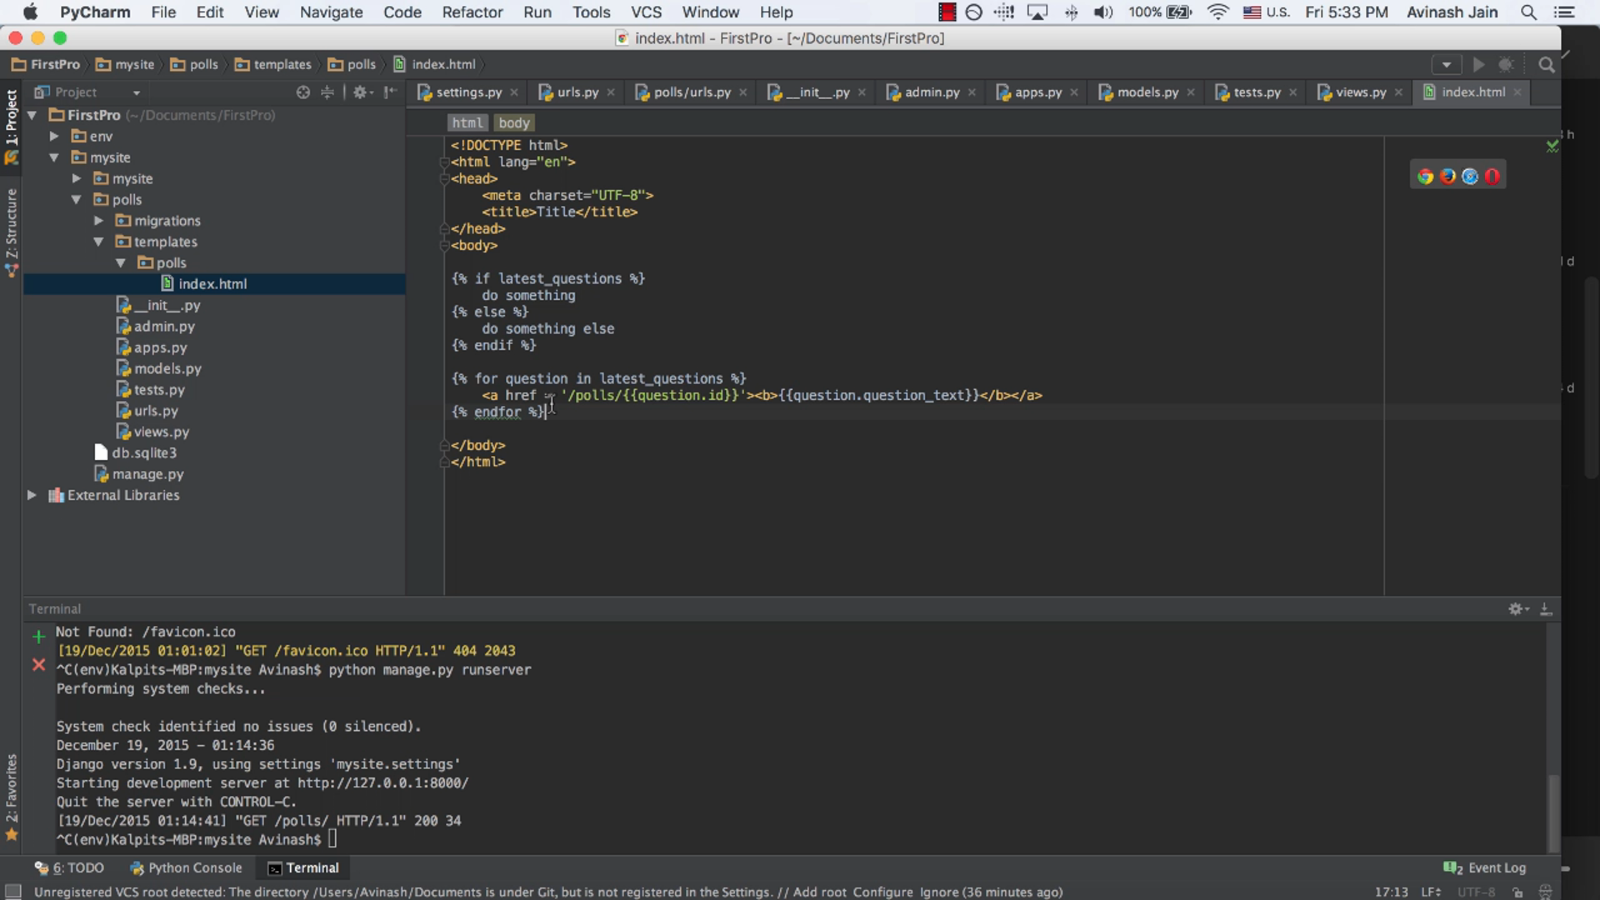 PyCharm File Edit View Navigate Code Refactor Run Tools VCS Window Help 100% U.S. Fri 5:33 PM Avinash Jain
index.html - FirstPro - [~/Documents/FirstPro]
FirstPro mysite polls templates polls index.html
Project settings.py urls.py polls/urls.py __init__.py admin.py apps.py models.py tests.py views.py index.html
1: Project
Z: Structure
2: Favorites
FirstPro (~/Documents/FirstPro)
env
mysite
mysite
polls
migrations
templates
polls
index.html
__init__.py
admin.py
apps.py
models.py
tests.py
urls.py
views.py
db.sqlite3
manage.py
External Libraries
html body
<!DOCTYPE html>
<html lang="en">
<head>
<meta charset="UTF-8">
<title>Title</title>
</head>
<body>
{% if latest_questions %}
do something
{% else %}
do something else
{% endif %}
{% for question in latest_questions %}
<a href = '/polls/{{question.id}}'><b>{{question.question_text}}</b></a>
{% endfor %}
</body>
</html>
h
d
d
Terminal
Not Found: /favicon.ico
[19/Dec/2015 01:01:02] "GET /favicon.ico HTTP/1.1" 404 2043
^C(env)Kalpits-MBP:mysite Avinash$ python manage.py runserver
Performing system checks...
System check identified no issues (0 silenced).
December 19, 2015 - 01:14:36
Django version 1.9, using settings 'mysite.settings'
Starting development server at http://127.0.0.1:8000/
Quit the server with CONTROL-C.
[19/Dec/2015 01:14:41] "GET /polls/ HTTP/1.1" 200 34
^C(env)Kalpits-MBP:mysite Avinash$
6: TODO Python Console Terminal 2 Event Log
Unregistered VCS root detected: The directory /Users/Avinash/Documents is under Git, but is not registered in the Settings. // Add root Configure Ignore (36 minutes ago) 17:13 LF UTF-8